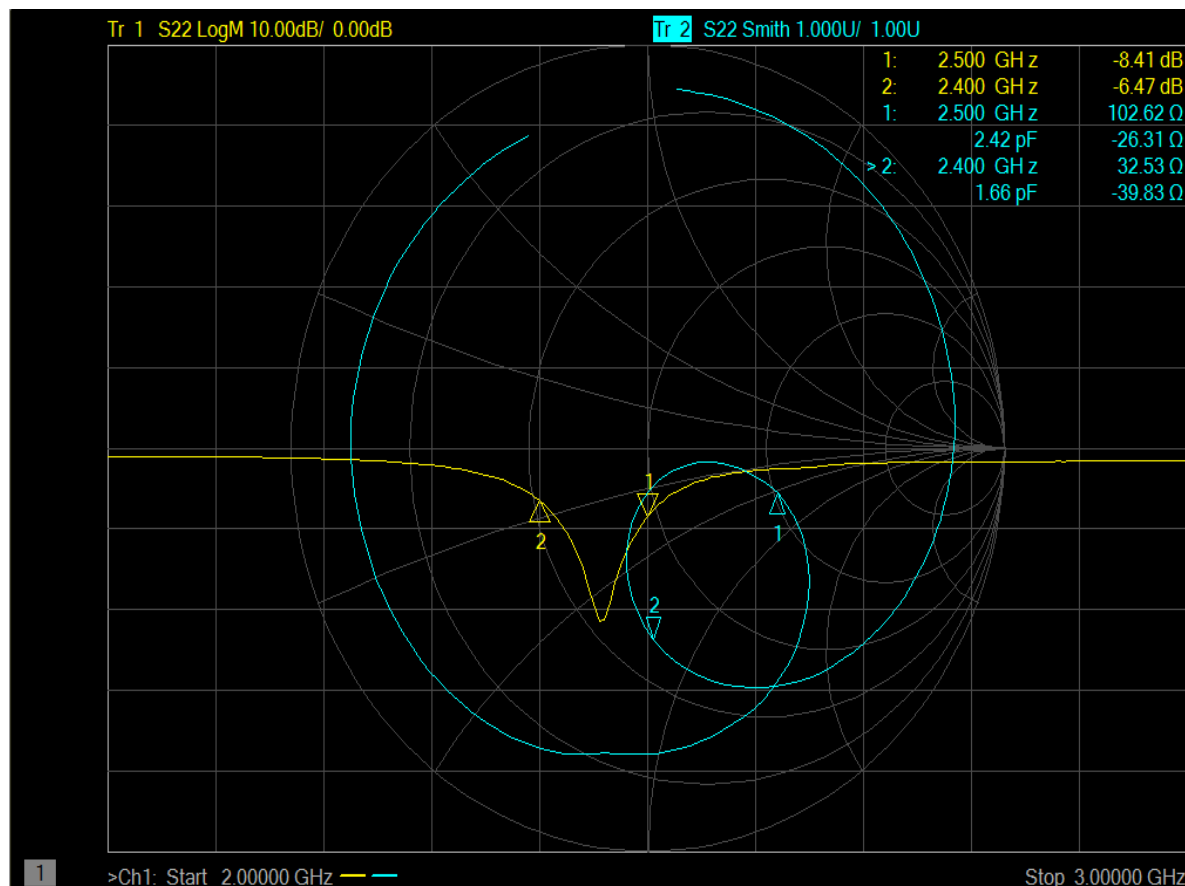 Tr 1 S22 LogM 10.00dB/ 0.00dB
Tr 2 S22 Smith 1.000U/ 1.00U
1: 2.500 GHz -8.41 dB
2: 2.400 GHz -6.47 dB
1: 2.500 GHz 102.62 Ω
2.42 pF -26.31 Ω
> 2: 2.400 GHz 32.53 Ω
1.66 pF -39.83 Ω
1
2
1
2
1
>Ch1: Start 2.00000 GHz
Stop 3.00000 GHz